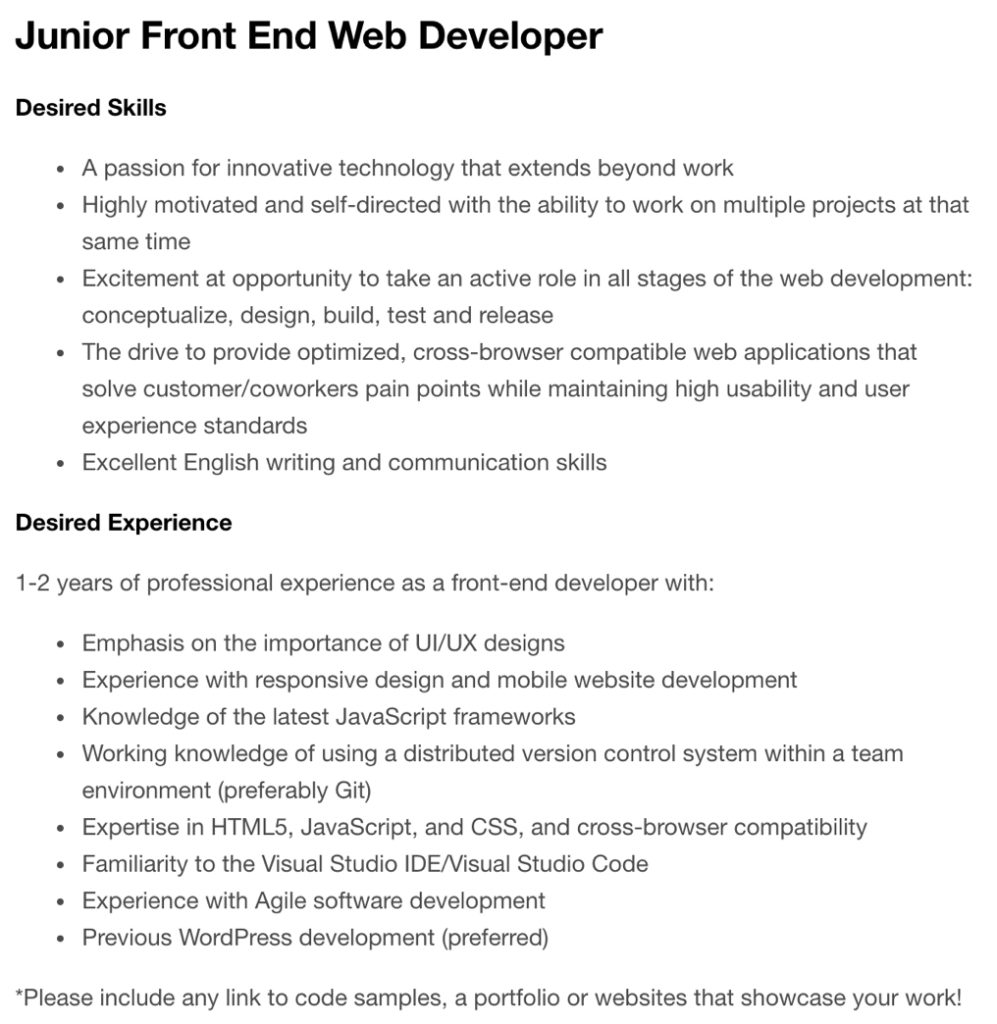 Junior Front End Web Developer
Desired Skills
• A passion for innovative technology that extends beyond work
• Highly motivated and self-directed with the ability to work on multiple projects at that
same time
• Excitement at opportunity to take an active role in all stages of the web development:
conceptualize, design, build, test and release
• The drive to provide optimized, cross-browser compatible web applications that
solve customer/coworkers pain points while maintaining high usability and user
experience standards
• Excellent English writing and communication skills
Desired Experience
1-2 years of professional experience as a front-end developer with:
• Emphasis on the importance of UI/UX designs
• Experience with responsive design and mobile website development
• Knowledge of the latest JavaScript frameworks
• Working knowledge of using a distributed version control system within a team
environment (preferably Git)
• Expertise in HTML5, JavaScript, and CSS, and cross-browser compatibility
• Familiarity to the Visual Studio IDE/Visual Studio Code
• Experience with Agile software development
• Previous WordPress development (preferred)
*Please include any link to code samples, a portfolio or websites that showcase your work!